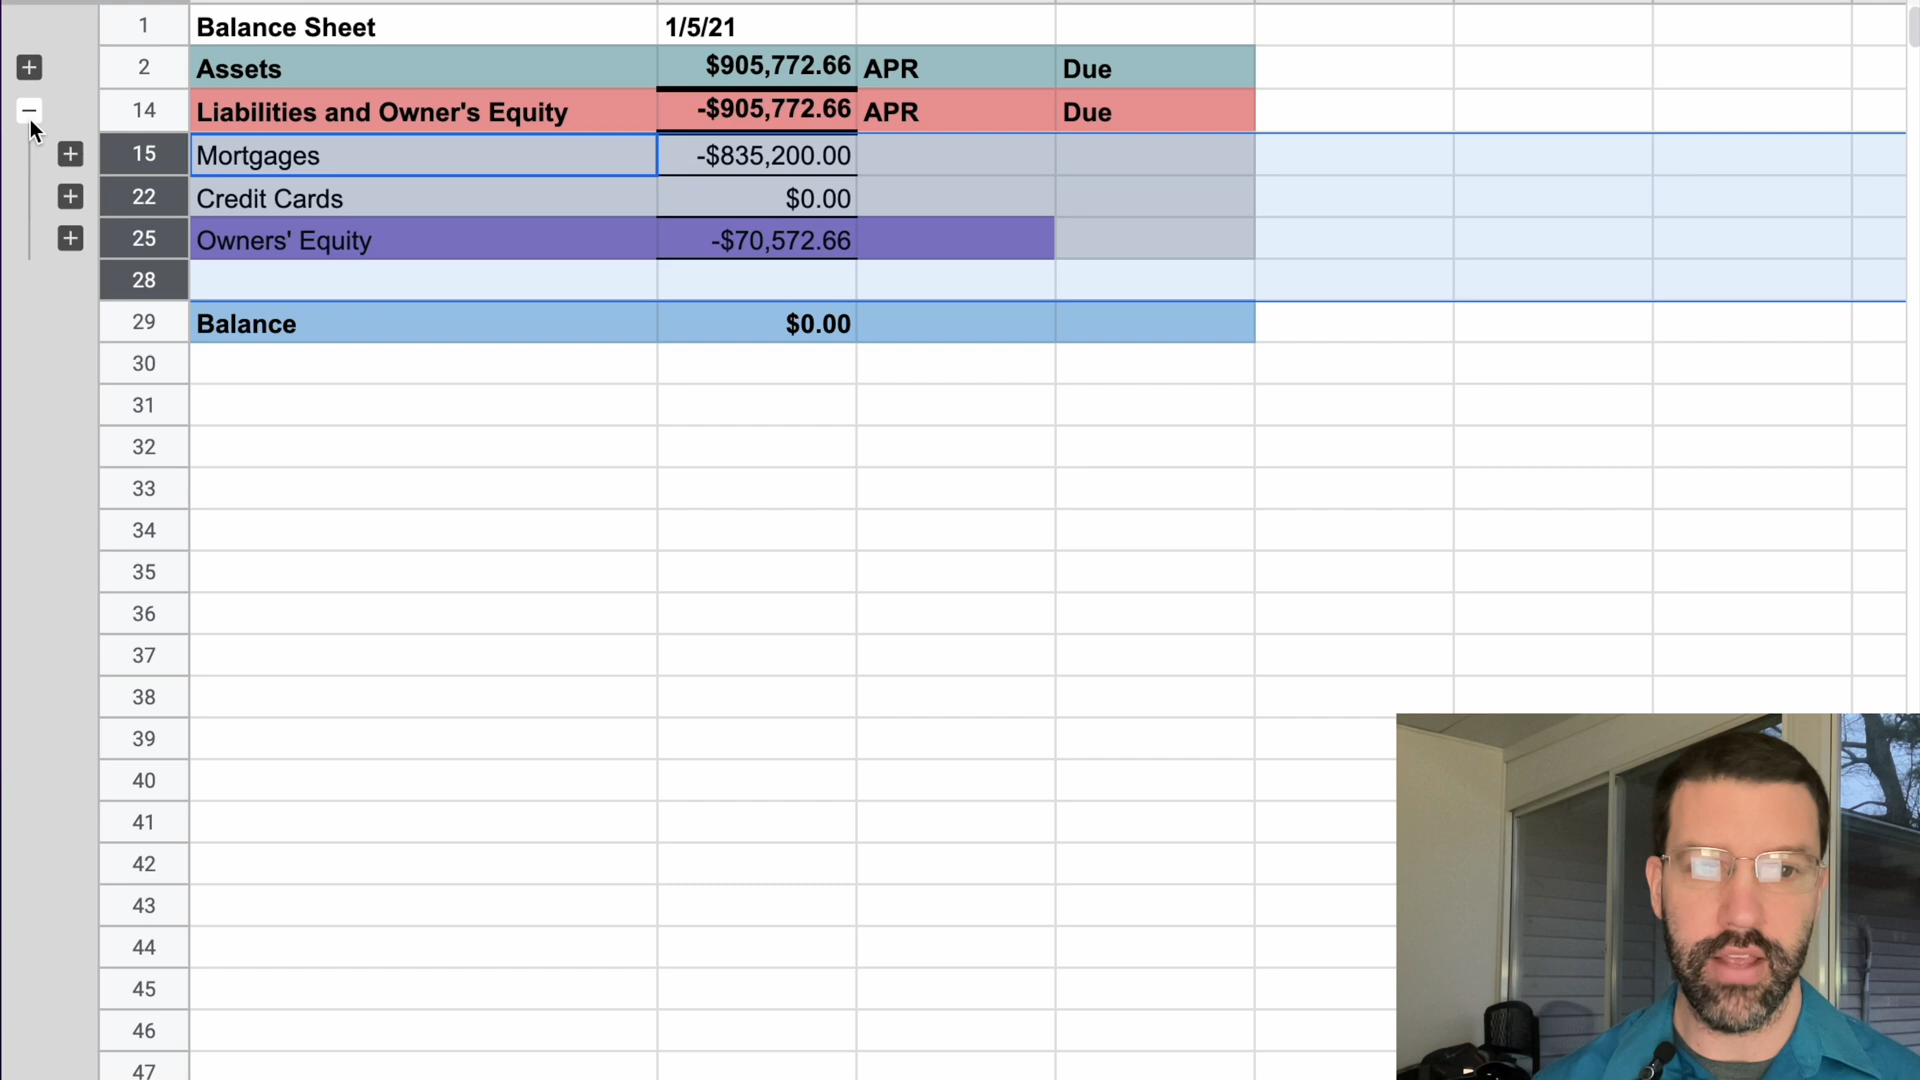 1 Balance Sheet 1/5/21
2 Assets $905,772.66 APR Due
14 Liabilities and Owner's Equity -$905,772.66 APR Due
15 Mortgages -$835,200.00
22 Credit Cards $0.00
25 Owners' Equity -$70,572.66
28
29 Balance $0.00
30
31
32
33
34
35
36
37
38
39
40
41
42
43
44
45
46
47